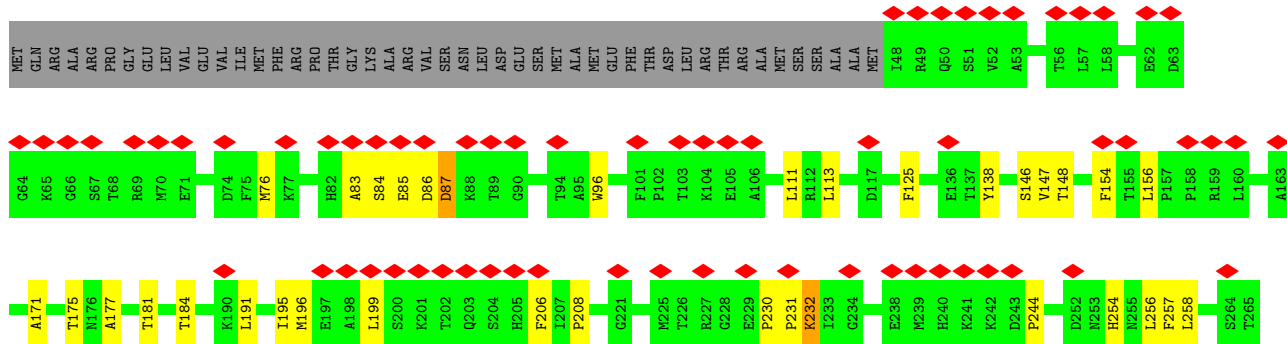 MET GLN ARG ALA ARG PRO GLY GLU LEU VAL GLU VAL ILE MET PHE ARG PRO THR GLY LYS ALA ARG VAL SER ASN LEU ASP GLU SER MET ALA MET GLU PHE THR ASP LEU ARG THR ARG ALA MET SER SER ALA ALA MET I48 R49 Q50 S51 V52 A53 T56 L57 L58 E62 D63
G64 K65 G66 S67 T68 R69 M70 E71 D74 F75 M76 K77 H82 A83 S84 E85 D86 D87 K88 T89 G90 T94 A95 W96 F101 P102 T103 K104 E105 A106 L111 R112 L113 D117 F125 E136 T137 Y138 S146 V147 T148 F154 T155 L156 P157 P158 R159 L160 A163
A171 T175 N176 A177 T181 T184 K190 L191 I195 M196 E197 A198 L199 S200 K201 T202 Q203 S204 H205 F206 I207 P208 G221 M225 T226 R227 G228 E229 P230 P231 K232 I233 G234 E238 M239 H240 K241 K242 D243 P244 D252 N253 H254 N255 L256 F257 L258 S264 T265